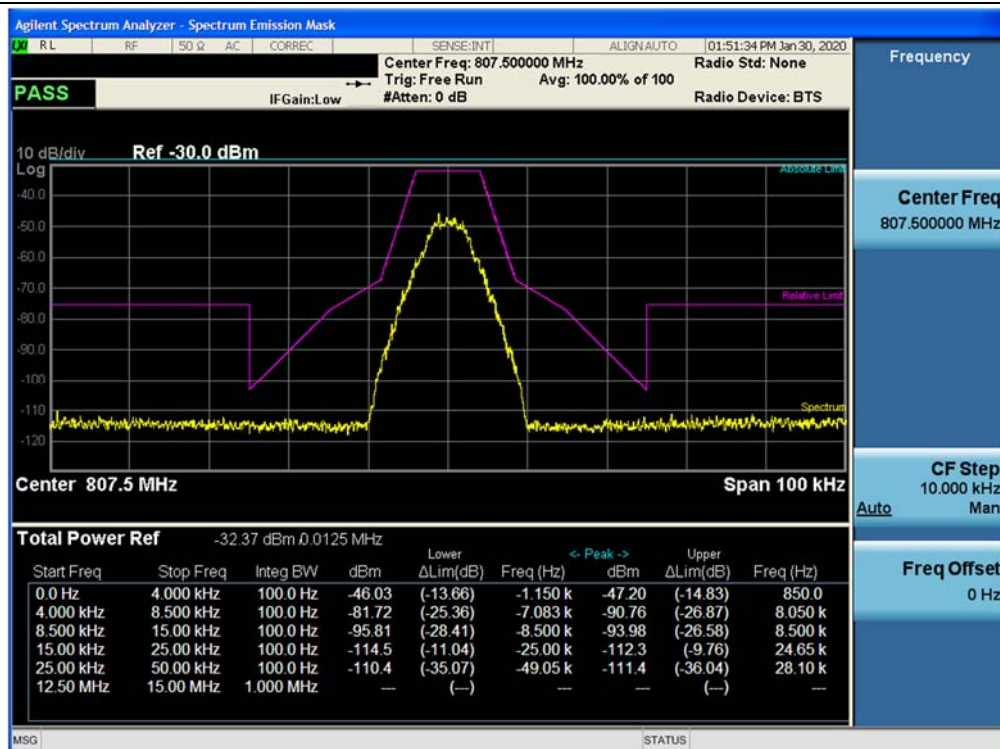 Agilent Spectrum Analyzer - Spectrum Emission Mask
LXI RL RF 50 Ω AC CORREC SENSE:INT ALIGNAUTO 01:51:34 PM Jan 30, 2020
Center Freq: 807.500000 MHz Radio Std: None
Trig: Free Run Avg: 100.00% of 100
PASS IFGain:Low #Atten: 0 dB Radio Device: BTS
Frequency
10 dB/div Ref -30.0 dBm
Log
Absolute Limit
-40.0
-50.0
-60.0
-70.0
Relative Limit
-80.0
-90.0
-100
-110
Spectrum
-120
Center 807.5 MHz Span 100 kHz
Center Freq
807.500000 MHz
CF Step
10.000 kHz
Auto Man
Freq Offset
0 Hz
Total Power Ref -32.37 dBm / 0.0125 MHz
Lower <- Peak -> Upper
Start Freq Stop Freq Integ BW dBm ΔLim(dB) Freq (Hz) dBm ΔLim(dB) Freq (Hz)
0.0 Hz 4.000 kHz 100.0 Hz -46.03 (-13.66) -1.150 k -47.20 (-14.83) 850.0
4.000 kHz 8.500 kHz 100.0 Hz -81.72 (-25.36) -7.083 k -90.76 (-26.87) 8.050 k
8.500 kHz 15.00 kHz 100.0 Hz -95.81 (-28.41) -8.500 k -93.98 (-26.58) 8.500 k
15.00 kHz 25.00 kHz 100.0 Hz -114.5 (-11.04) -25.00 k -112.3 (-9.76) 24.65 k
25.00 kHz 50.00 kHz 100.0 Hz -110.4 (-35.07) -49.05 k -111.4 (-36.04) 28.10 k
12.50 MHz 15.00 MHz 1.000 MHz --- (---) --- --- (---) ---
MSG STATUS